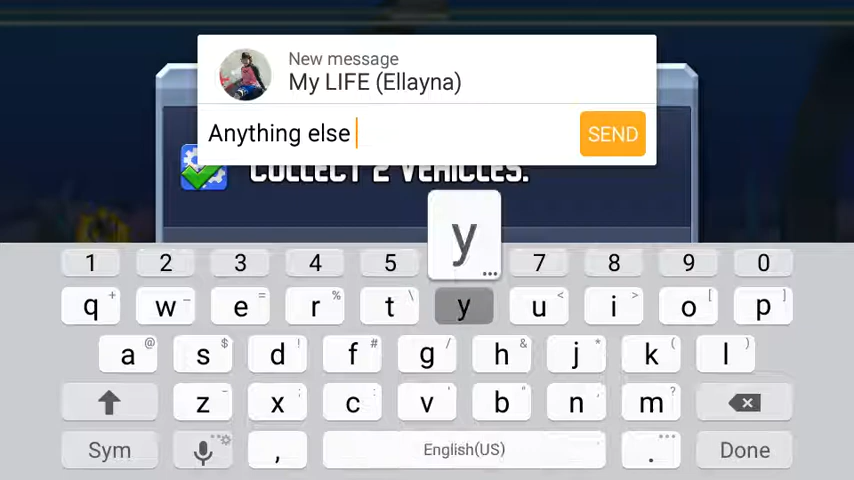 New message
My LIFE (Ellayna)
Anything else
SEND
COLLECT 2 VEHICLES.
y
...
1 2 3 4 5 7 8 9 0
q + w _ e = r % t \ y u < i > o [ p ]
a @ s $ d ! f # g / h & j * k ( l )
z - x ; c : v ' b " n , m ?
Sym , English(US) . Done